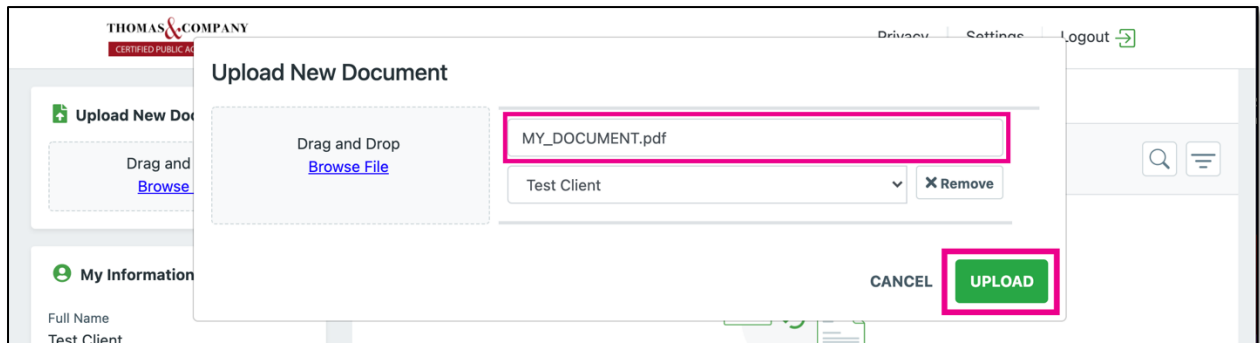 THOMAS&COMPANY
CERTIFIED PUBLIC AC
Privacy Settings Logout
Upload New Document
Upload New Doc
Drag and Drop
Browse File
MY_DOCUMENT.pdf
Test Client
Remove
Drag and
Browse
CANCEL
UPLOAD
My Information
Full Name
Test Client